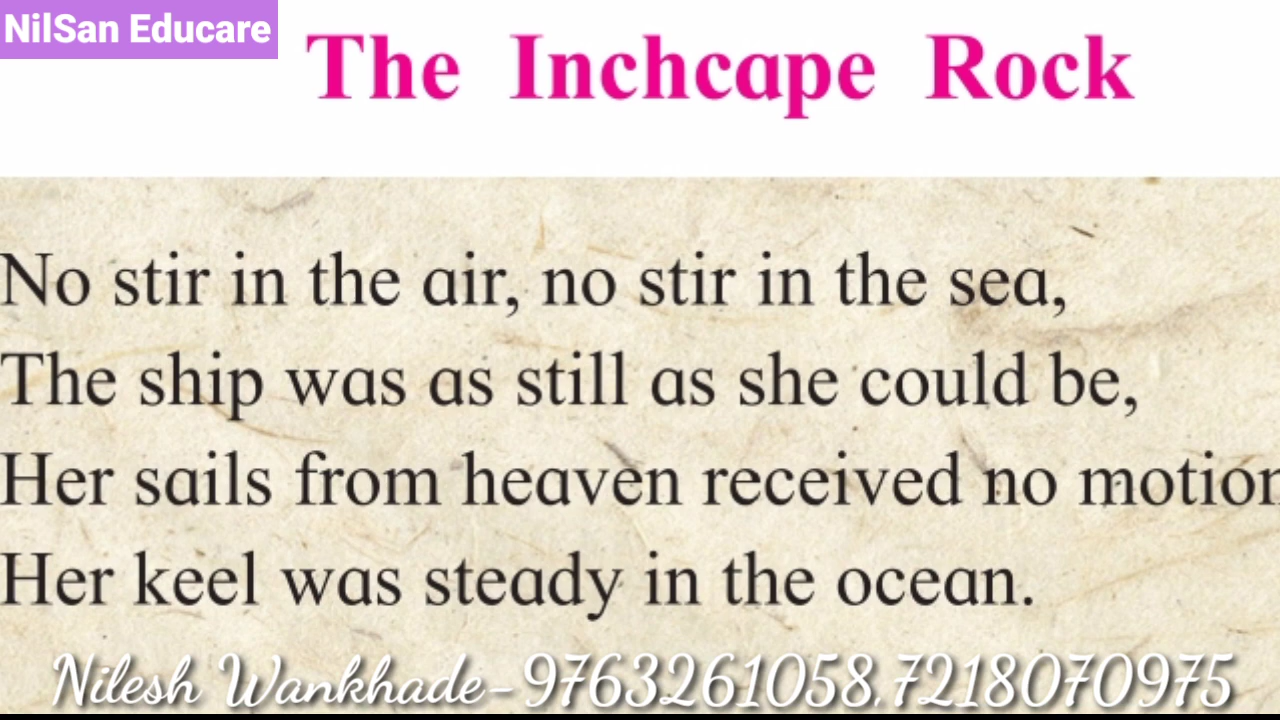 NilSan Educare
The Inchcape Rock
No stir in the air, no stir in the sea,
The ship was as still as she could be,
Her sails from heaven received no motion
Her keel was steady in the ocean.
Nilesh Wankhade-9763261058,7218070975